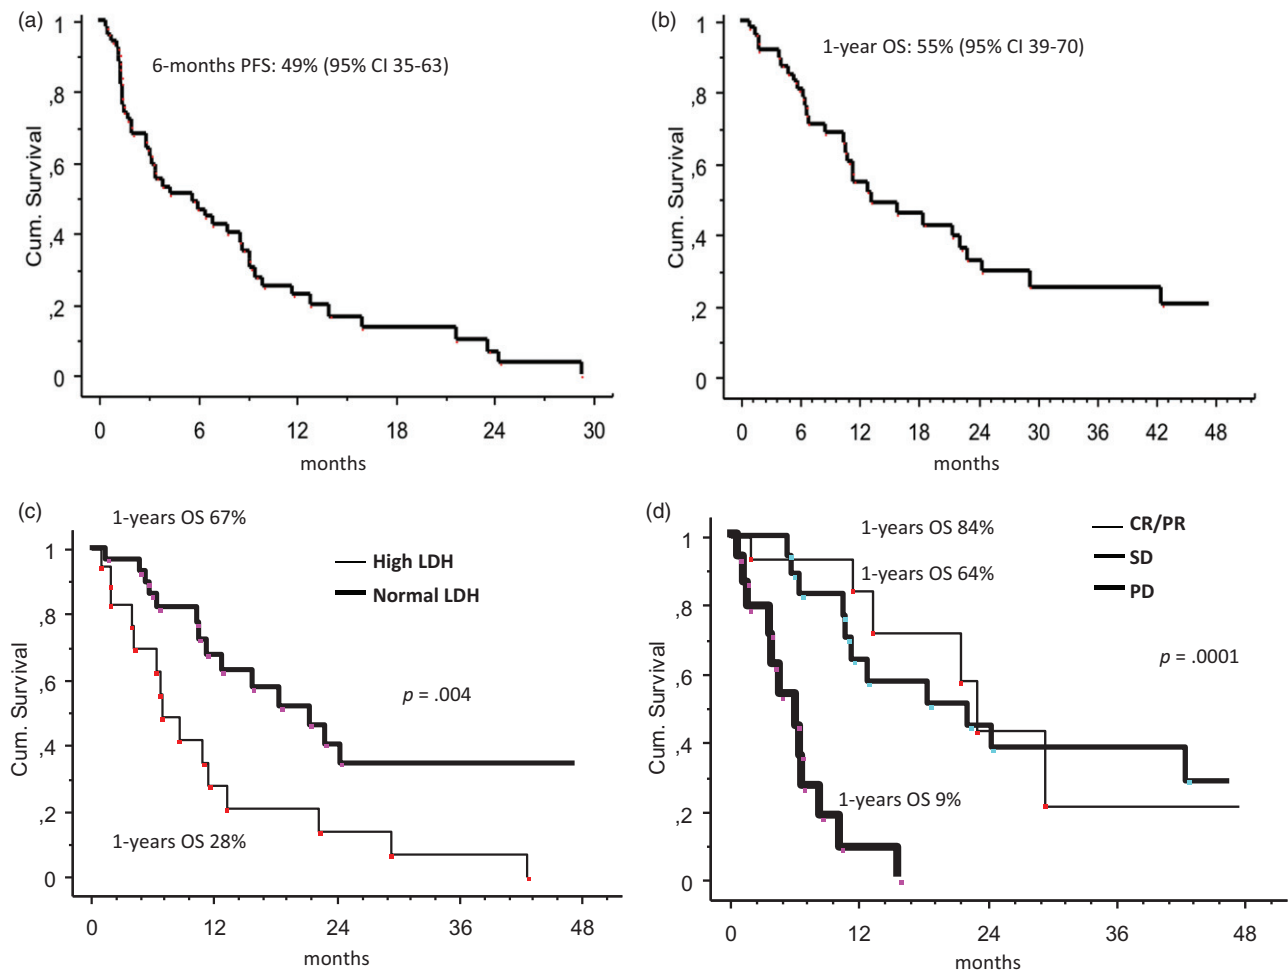 (a)
6-months PFS: 49% (95% CI 35-63)
Cum. Survival
1
,8
,6
,4
,2
0
0 6 12 18 24 30
months
(b)
1-year OS: 55% (95% CI 39-70)
Cum. Survival
1
,8
,6
,4
,2
0
0 6 12 18 24 30 36 42 48
months
(c)
1-years OS 67%
High LDH
Normal LDH
p = .004
1-years OS 28%
Cum. Survival
1
,8
,6
,4
,2
0
0 12 24 36 48
months
(d)
1-years OS 84%
1-years OS 64%
CR/PR
SD
PD
p = .0001
1-years OS 9%
Cum. Survival
1
,8
,6
,4
,2
0
0 12 24 36 48
months